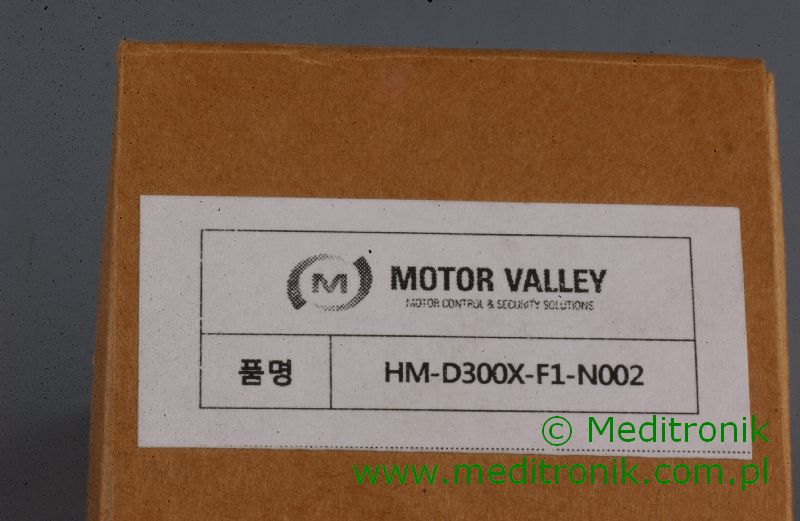 M MOTOR VALLEY
MOTOR CONTROL & SECURITY SOLUTIONS
품명 HM-D300X-F1-N002
© Meditronik
www.meditronik.com.pl